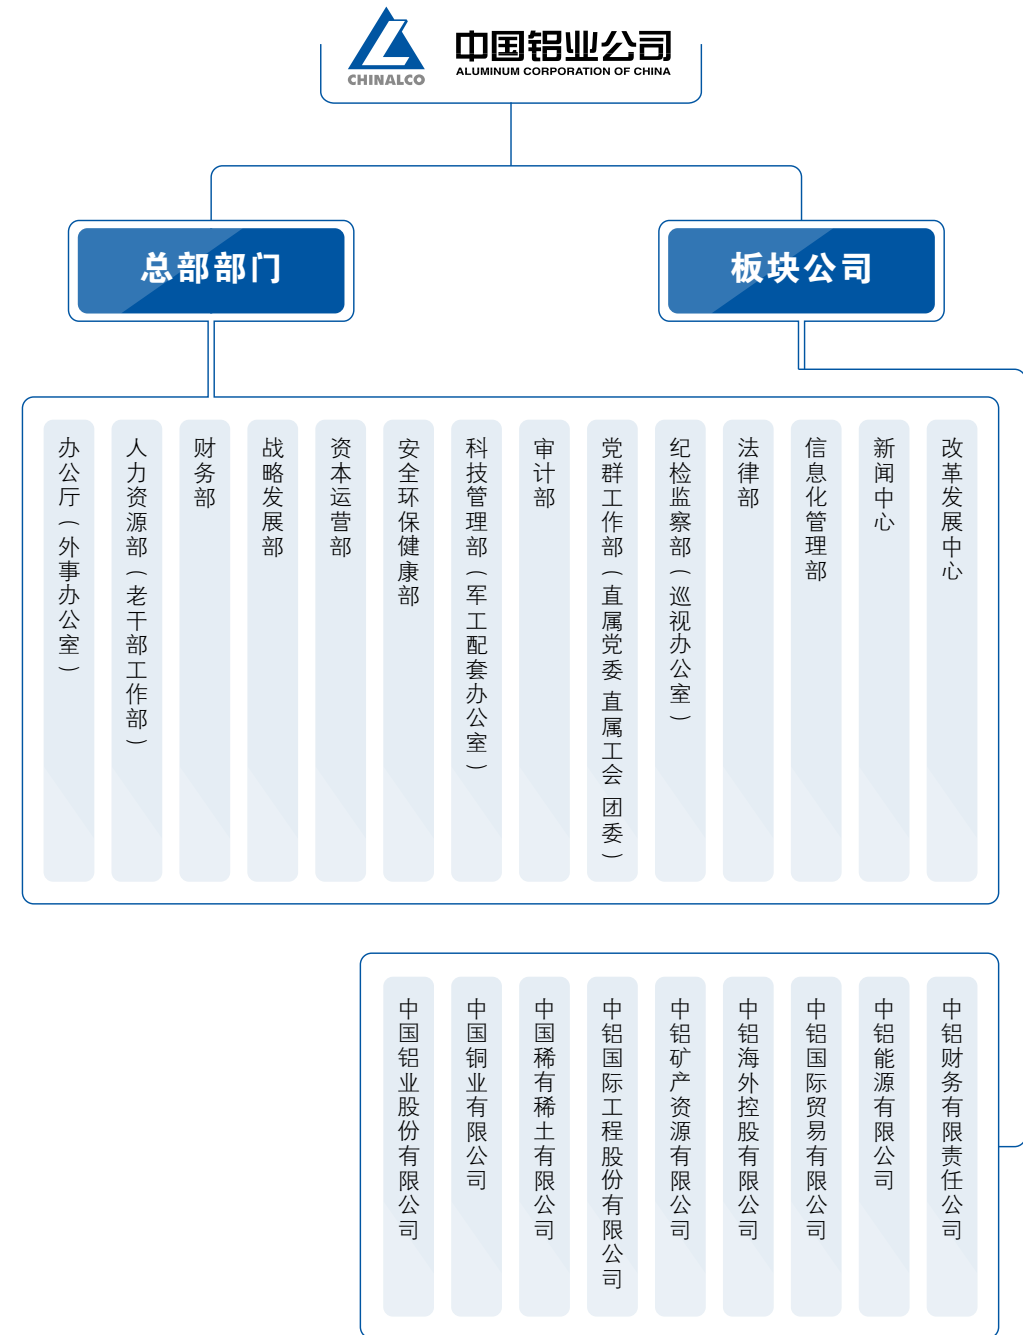 CHINALCO
中国铝业公司
ALUMINUM CORPORATION OF CHINA
总部部门
板块公司
办公厅（外事办公室）
人力资源部（老干部工作部）
财务部
战略发展部
资本运营部
安全环保健康部
科技管理部（军工配套办公室）
审计部
党群工作部（直属党委 直属工会 团委）
纪检监察部（巡视办公室）
法律部
信息化管理部
新闻中心
改革发展中心
中国铝业股份有限公司
中国铜业有限公司
中国稀有稀土有限公司
中铝国际工程股份有限公司
中铝矿产资源有限公司
中铝海外控股有限公司
中铝国际贸易有限公司
中铝能源有限公司
中铝财务有限责任公司